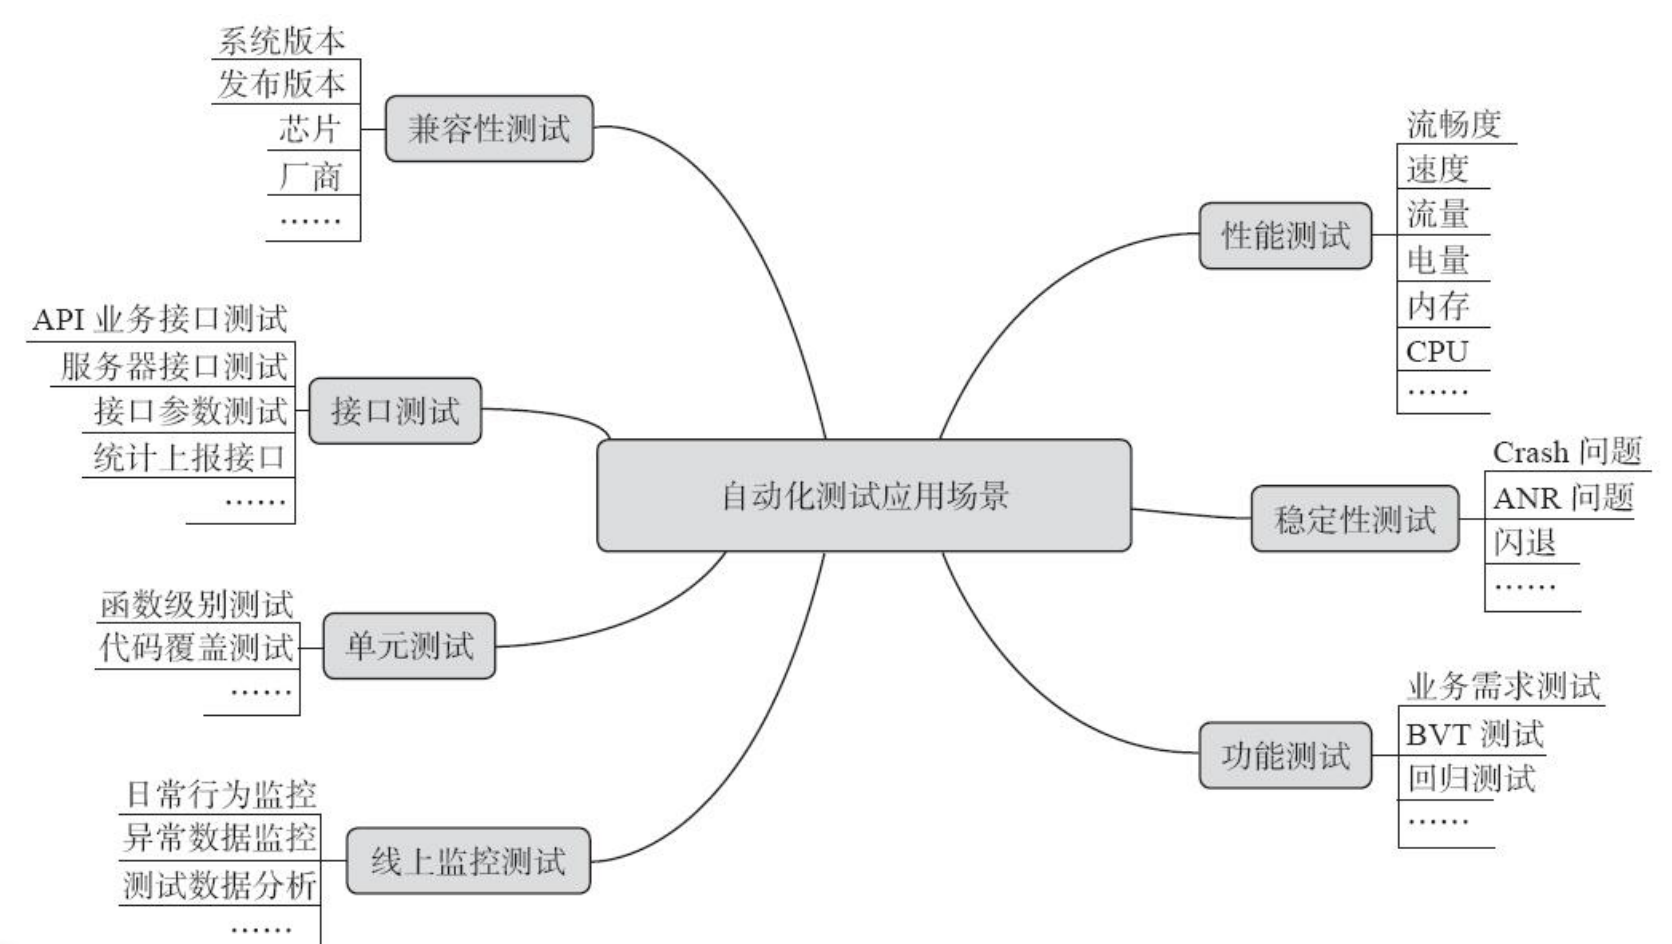 系统版本
发布版本
芯片
厂商
……
兼容性测试
API 业务接口测试
服务器接口测试
接口参数测试
统计上报接口
……
接口测试
函数级别测试
代码覆盖测试
……
单元测试
日常行为监控
异常数据监控
测试数据分析
……
线上监控测试
自动化测试应用场景
性能测试
流畅度
速度
流量
电量
内存
CPU
……
稳定性测试
Crash 问题
ANR 问题
闪退
……
功能测试
业务需求测试
BVT 测试
回归测试
……